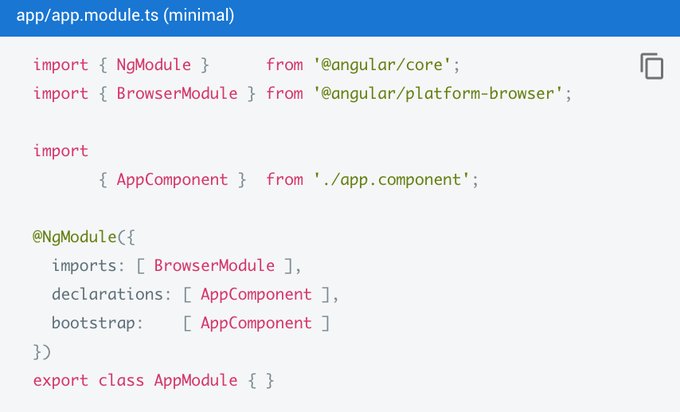 app/app.module.ts (minimal)
import { NgModule }      from '@angular/core';
import { BrowserModule } from '@angular/platform-browser';
import
       { AppComponent }  from './app.component';
@NgModule({
  imports: [ BrowserModule ],
  declarations: [ AppComponent ],
  bootstrap:    [ AppComponent ]
})
export class AppModule { }